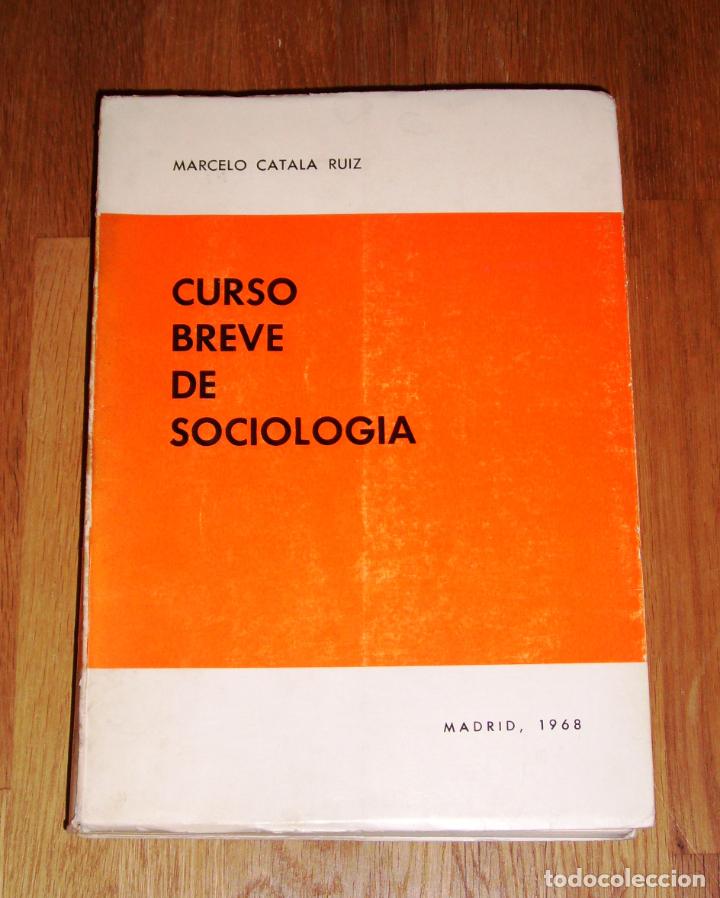 MARCELO CATALA RUIZ
CURSO
BREVE
DE
SOCIOLOGIA
MADRID, 1968
todocoleccion